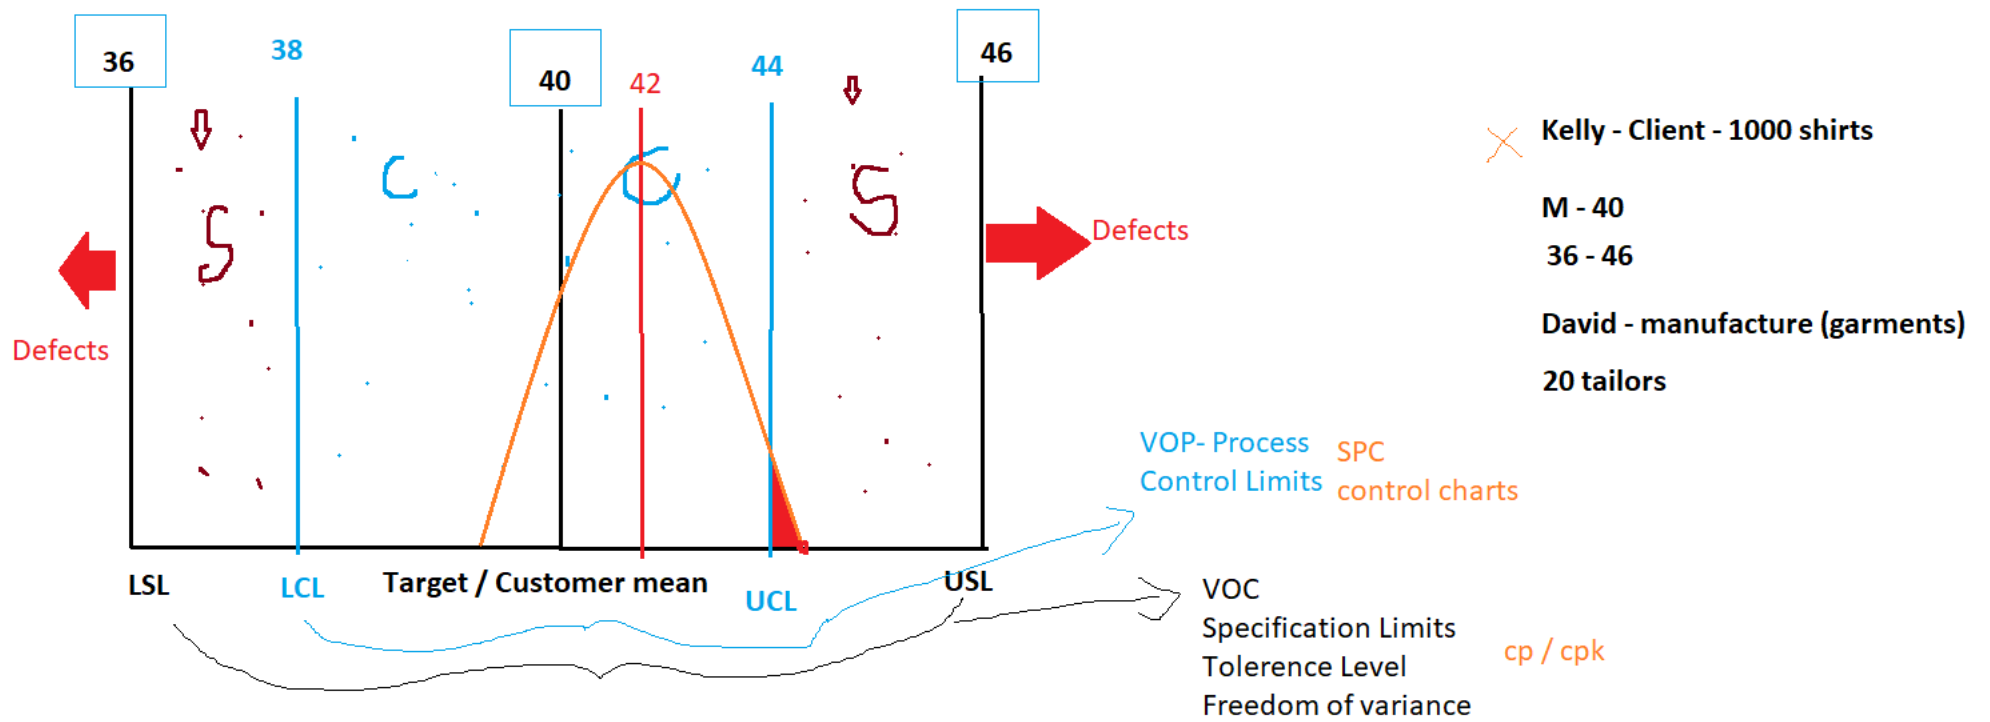 36
38
40
42
44
46
C
C
S
S
Defects
Defects
LSL
LCL
Target / Customer mean
UCL
USL
Kelly - Client - 1000 shirts
M - 40
36 - 46
David - manufacture (garments)
20 tailors
VOP- Process
Control Limits
SPC
control charts
VOC
Specification Limits
Tolerence Level
Freedom of variance
cp / cpk